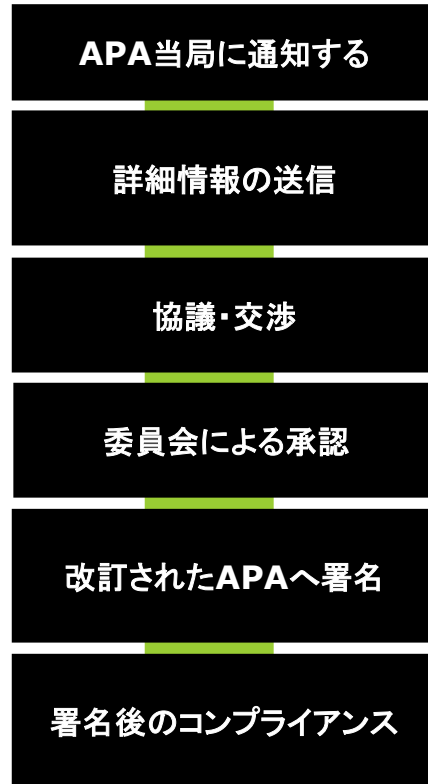 APA当局に通知する
詳細情報の送信
協議・交渉
委員会による承認
改訂されたAPAへ署名
署名後のコンプライアンス